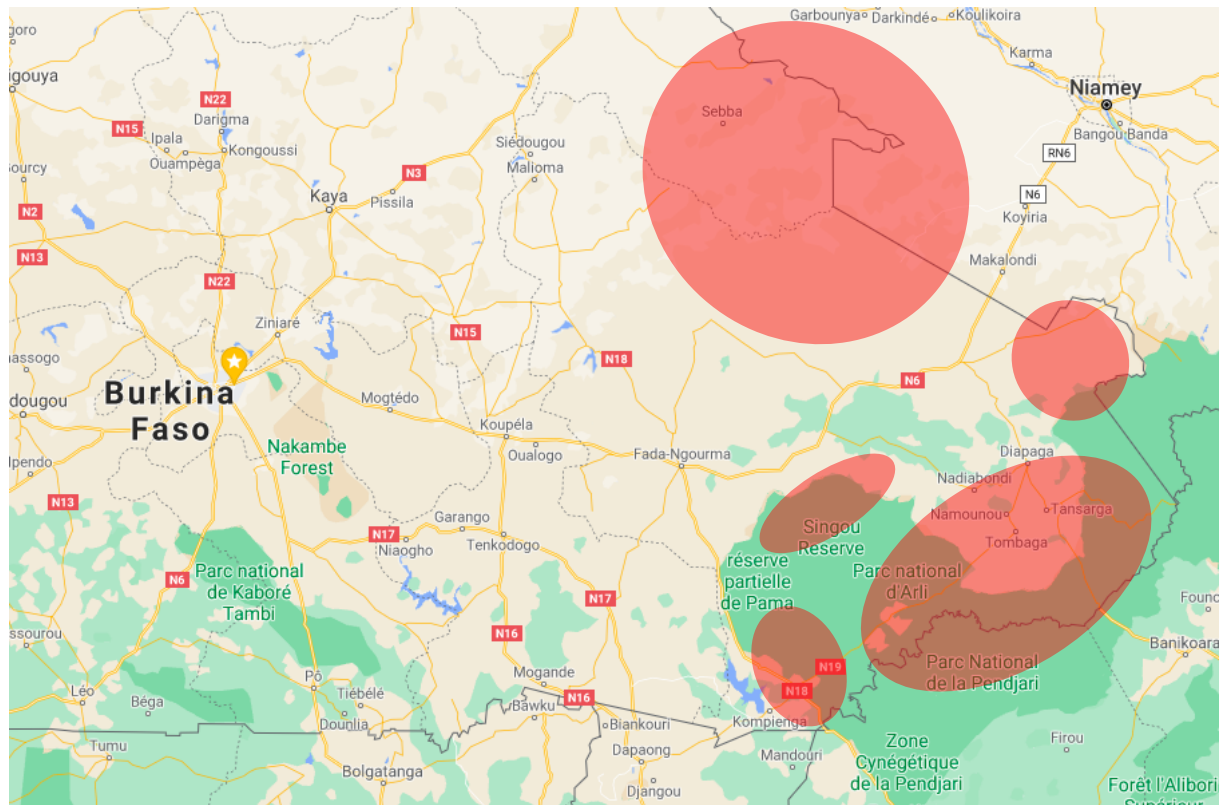 Garbounya
Darkindé
Koulikoira
goro
Karma
igouya
Niamey
N22
Sebba
Darigma
N15
Bangou Banda
Ipala
Kongoussi
Siédougou
Ouampèga
RN6
ourcy
N3
Malioma
Kaya
Pissila
N6
N2
Koyiria
N13
Makalondi
N22
Ziniaré
N15
nassogo
N18
N6
Burkina
Faso
dougou
Mogtédo
Koupéla
Oualogo
Nakambe
Forest
Fada-Ngourma
Diapaga
ilpendo
Nadiabondi
N13
Namounou
Tansarga
Garango
Singou
Reserve
N17
Tombaga
Niaogho
Tenkodogo
réserve
partielle
de Pama
Parc national
d'Arli
N6
Parc national
de Kaboré
Tambi
N17
Founo
ssourou
N16
Banikoara
Mogande
N19
Parc National
de la Pendjari
Pô
Léo
N16
N18
Béga
Tiébélé
Bawku
Kompienga
Dounlia
Biankouri
Tumu
Dapaong
Mandouri
Zone
Cynégétique
de la Pendjari
Firou
Bolgatanga
Djangou
Forêt l'Alibori
Supérieur